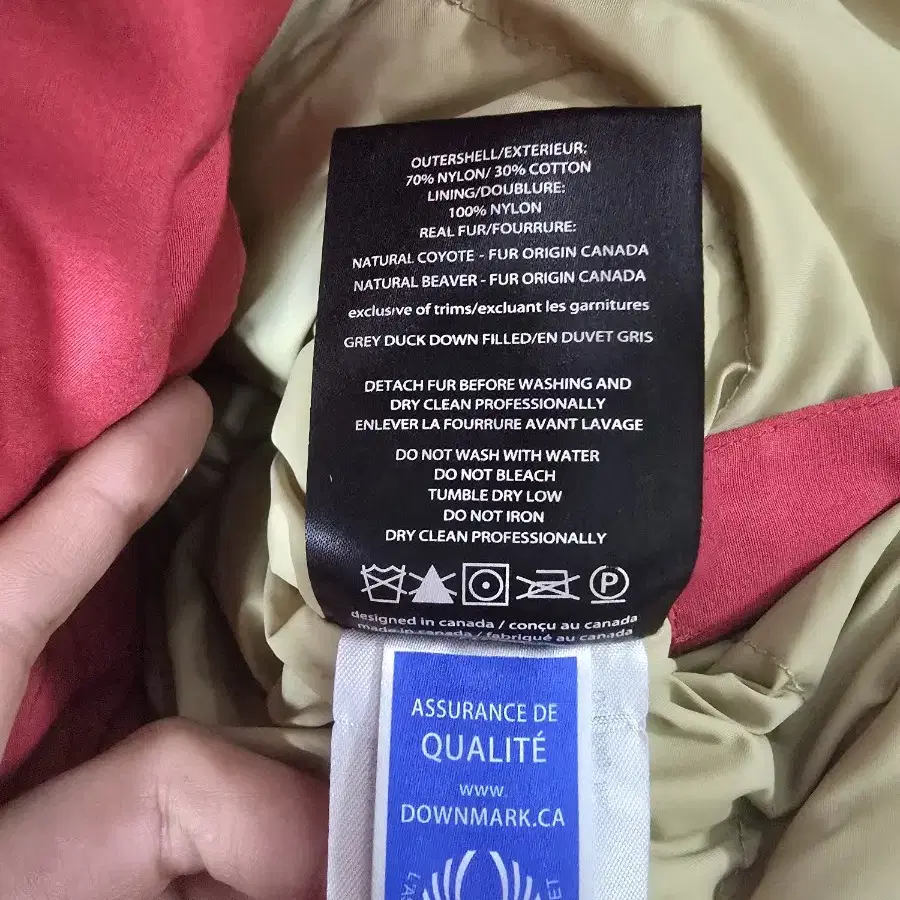 OUTERSHELL/EXTERIEUR:
70% NYLON/ 30% COTTON
LINING/DOUBLURE:
100% NYLON
REAL FUR/FOURRURE:
NATURAL COYOTE - FUR ORIGIN CANADA
NATURAL BEAVER - FUR ORIGIN CANADA
exclusive of trims/excluant les garnitures
GREY DUCK DOWN FILLED/EN DUVET GRIS
DETACH FUR BEFORE WASHING AND
DRY CLEAN PROFESSIONALLY
ENLEVER LA FOURRURE AVANT LAVAGE
DO NOT WASH WITH WATER
DO NOT BLEACH
TUMBLE DRY LOW
DO NOT IRON
DRY CLEAN PROFESSIONALLY
P
designed in canada / conçu au canada
made in canada / fabriqué au canada
ASSURANCE DE
QUALITÉ
www.
DOWNMARK.CA